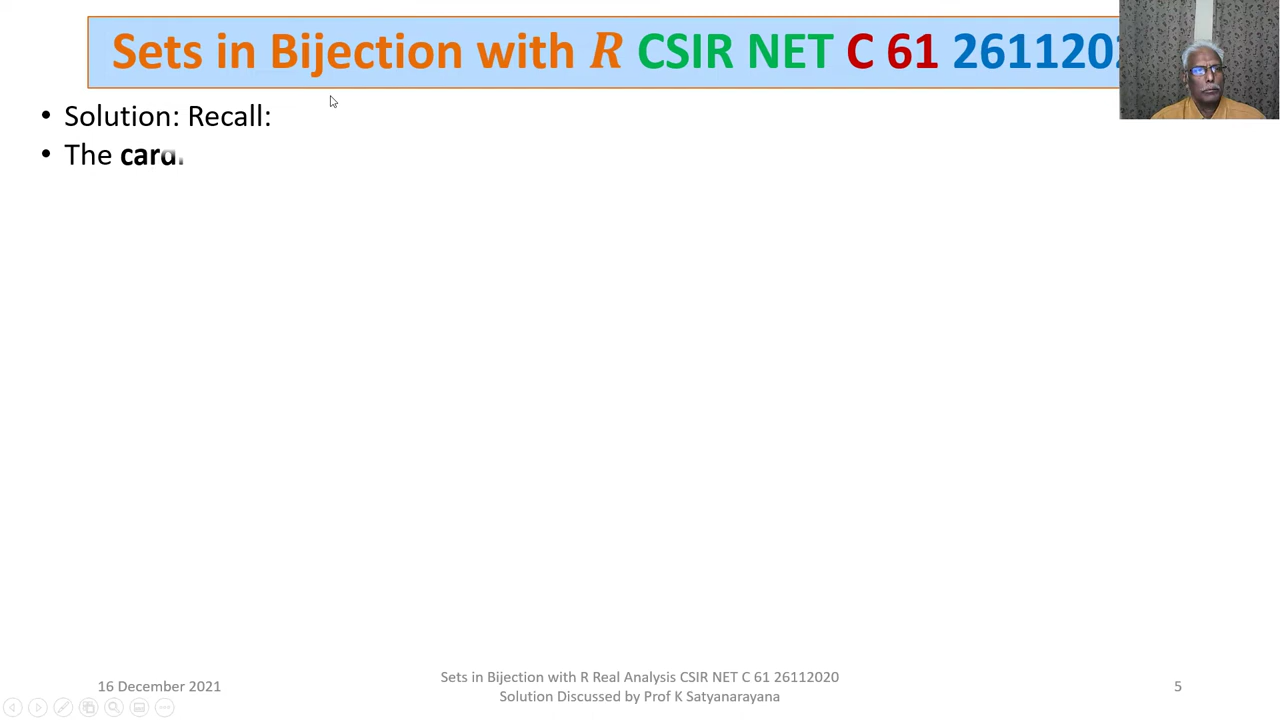 Sets in Bijection with R CSIR NET C 61 2611202
• Solution: Recall:
• The card
16 December 2021
Sets in Bijection with R Real Analysis CSIR NET C 61 26112020
Solution Discussed by Prof K Satyanarayana
5